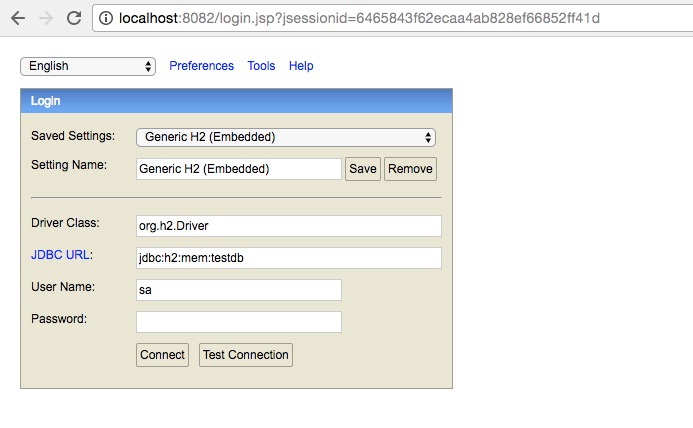 localhost:8082/login.jsp?jsessionid=6465843f62ecaa4ab828ef66852ff41d
English Preferences Tools Help
Login
Saved Settings: Generic H2 (Embedded)
Setting Name: Generic H2 (Embedded) Save Remove
Driver Class: org.h2.Driver
JDBC URL: jdbc:h2:mem:testdb
User Name: sa
Password:
Connect Test Connection